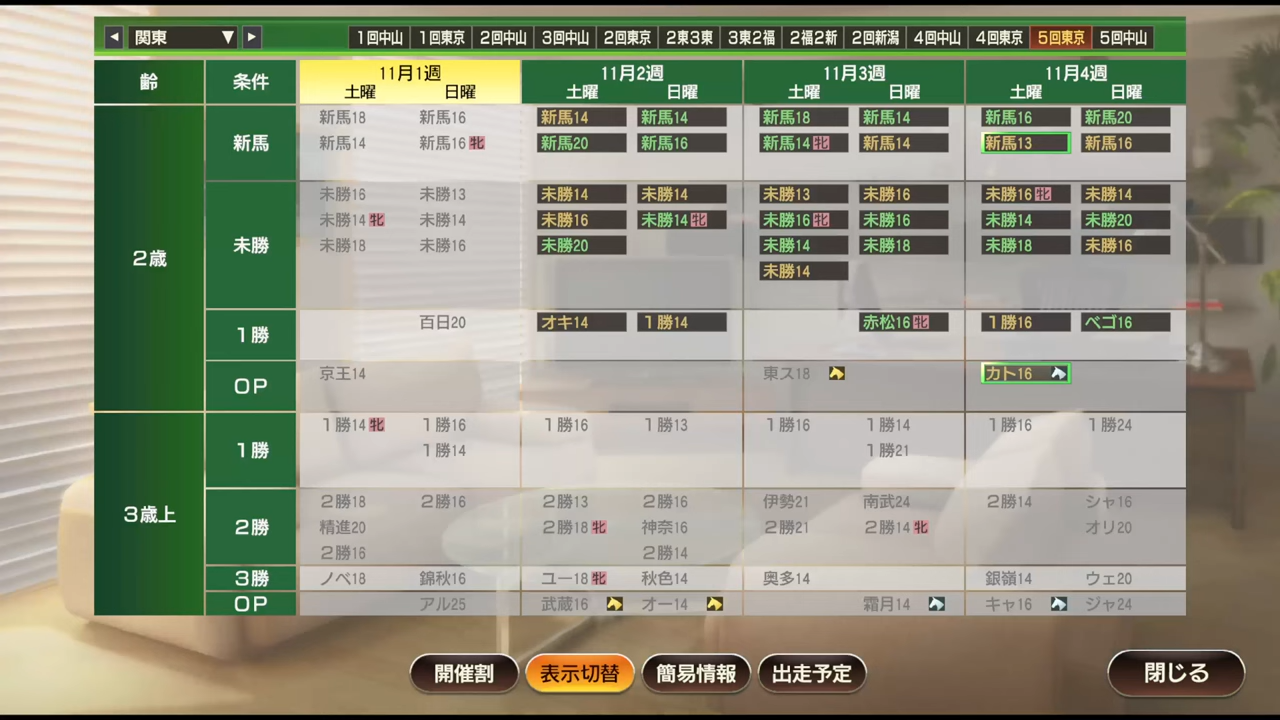 ◀ 関東 ▼ ▶ 1回中山 1回東京 2回中山 3回中山 2回東京 2東3東 3東2福 2福2新 2回新潟 4回中山 4回東京 5回東京 5回中山
齢 条件 11月1週 11月2週 11月3週 11月4週
土曜 日曜 土曜 日曜 土曜 日曜 土曜 日曜
2歳
新馬
新馬18 新馬16 新馬14 新馬14 新馬18 新馬14 新馬16 新馬20
新馬14 新馬16牝 新馬20 新馬16 新馬14牝 新馬14 新馬13 新馬16
未勝
未勝16 未勝13 未勝14 未勝14 未勝13 未勝16 未勝16牝 未勝14
未勝14牝 未勝14 未勝16 未勝14牝 未勝16牝 未勝16 未勝14 未勝20
未勝18 未勝16 未勝20 未勝14 未勝18 未勝18 未勝16
未勝14
1勝
百日20 オキ14 1勝14 赤松16牝 1勝16 ベゴ16
OP
京王14 東ス18 カト16
3歳上
1勝
1勝14牝 1勝16 1勝16 1勝13 1勝16 1勝14 1勝16 1勝24
1勝14 1勝21
2勝
2勝18 2勝16 2勝13 2勝16 伊勢21 南武24 2勝14 シャ16
精進20 2勝18牝 神奈16 2勝21 2勝14牝 オリ20
2勝16 2勝14
3勝
ノベ18 錦秋16 ユー18牝 秋色14 奥多14 銀嶺14 ウェ20
OP
アル25 武蔵16 オー14 霜月14 キャ16 ジャ24
開催割 表示切替 簡易情報 出走予定 閉じる